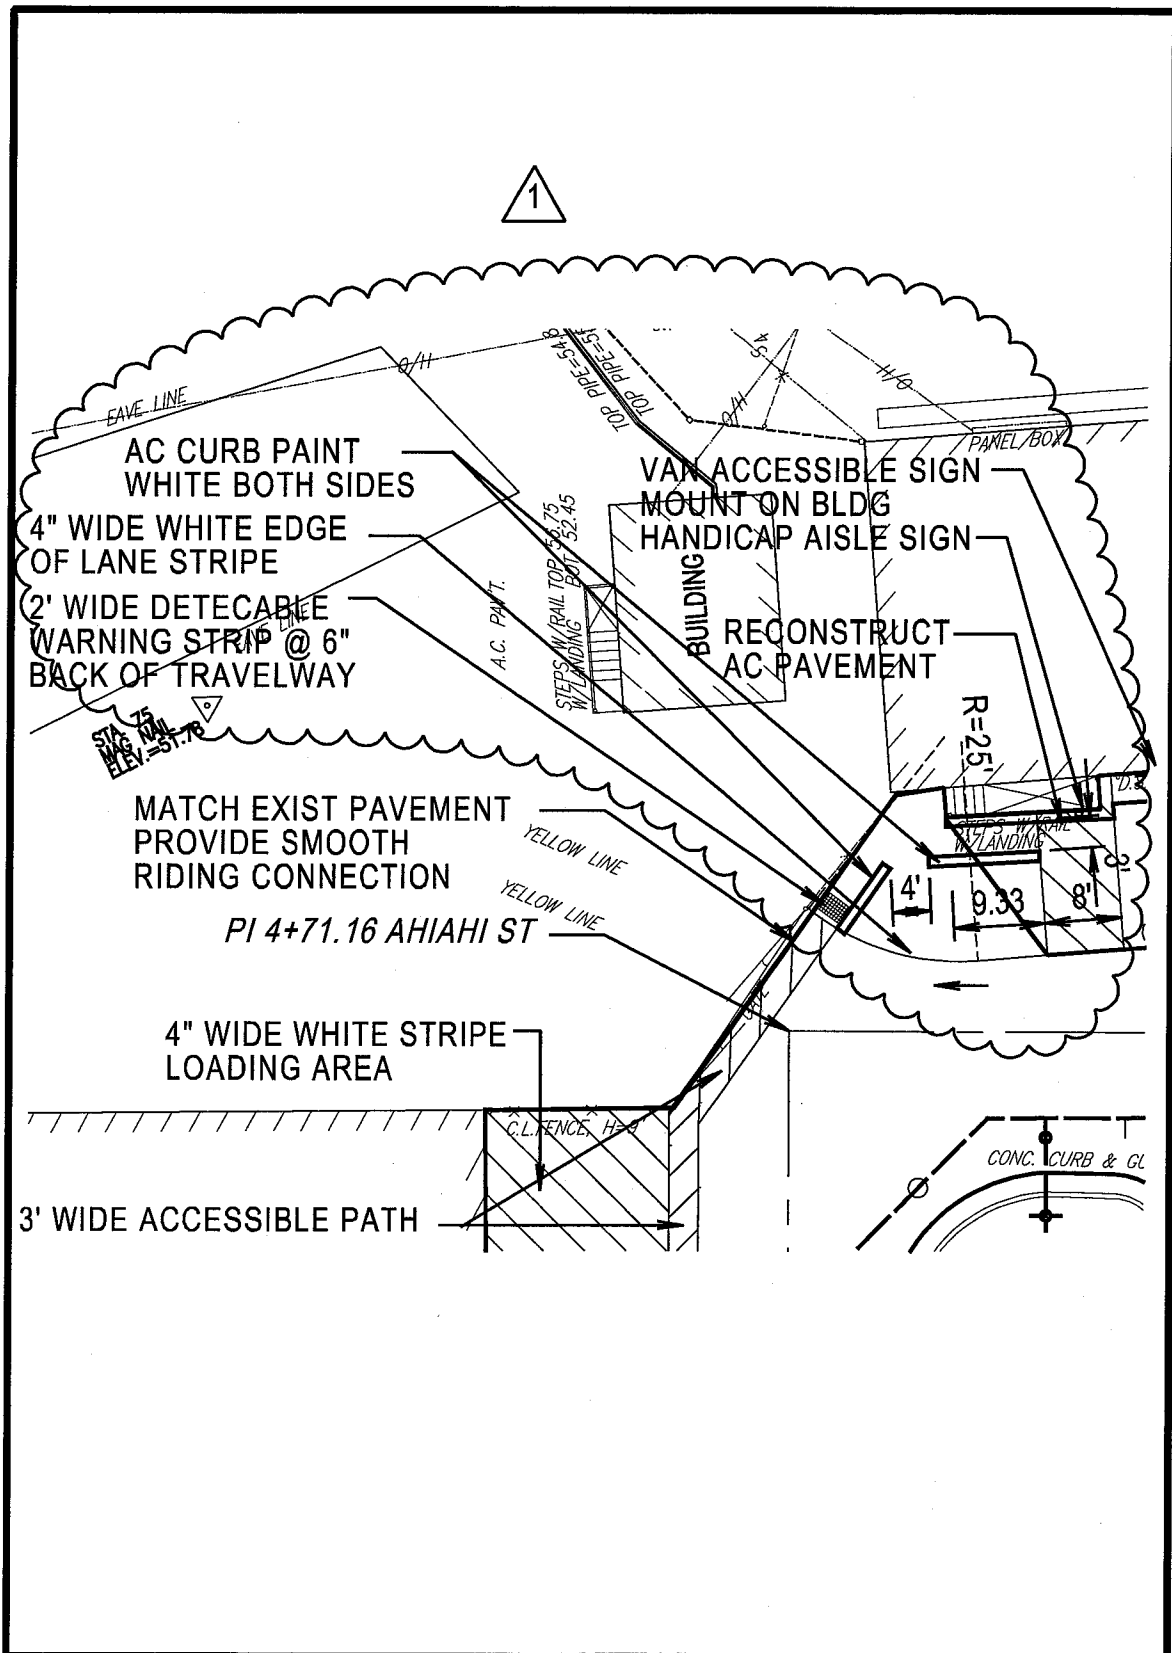 1
TOP PIPE=54.8
O/H
S4
O/H
O/H
EAVE LINE
PANEL/BOX
AC CURB PAINT
WHITE BOTH SIDES
VAN ACCESSIBLE SIGN
MOUNT ON BLDG
HANDICAP AISLE SIGN
4" WIDE WHITE EDGE
OF LANE STRIPE
STEPS W/RAIL TOP 55.75
W/LANDING BOT 52.45
A.C. PAV'T.
BUILDING
2' WIDE DETECABLE
WARNING STRIP @ 6"
BACK OF TRAVELWAY
RECONSTRUCT
AC PAVEMENT
STA. 75
MAG NAIL
ELEV.=51.78
R=25'
MATCH EXIST PAVEMENT
PROVIDE SMOOTH
RIDING CONNECTION
YELLOW LINE
YELLOW LINE
STEPS W/RAIL
W/LANDING
2'
4'
9.33
8'
PI 4+71.16 AHIAHI ST
4" WIDE WHITE STRIPE
LOADING AREA
C.L.FENCE, H=9'
CONC. CURB &
3' WIDE ACCESSIBLE PATH